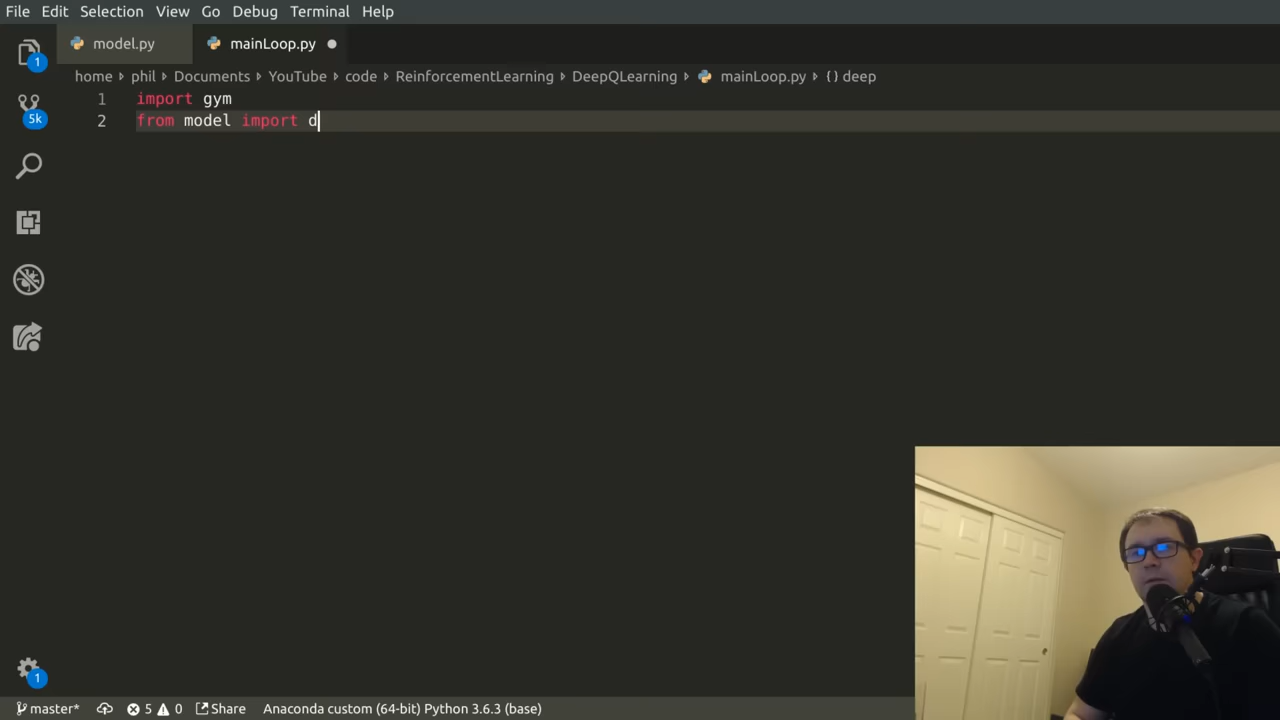 File Edit Selection View Go Debug Terminal Help
1
model.py
mainLoop.py
home phil Documents YouTube code ReinforcementLearning DeepQLearning mainLoop.py {} deep
5k
1 import gym
2 from model import d
1
master* 5 0 Share Anaconda custom (64-bit) Python 3.6.3 (base)